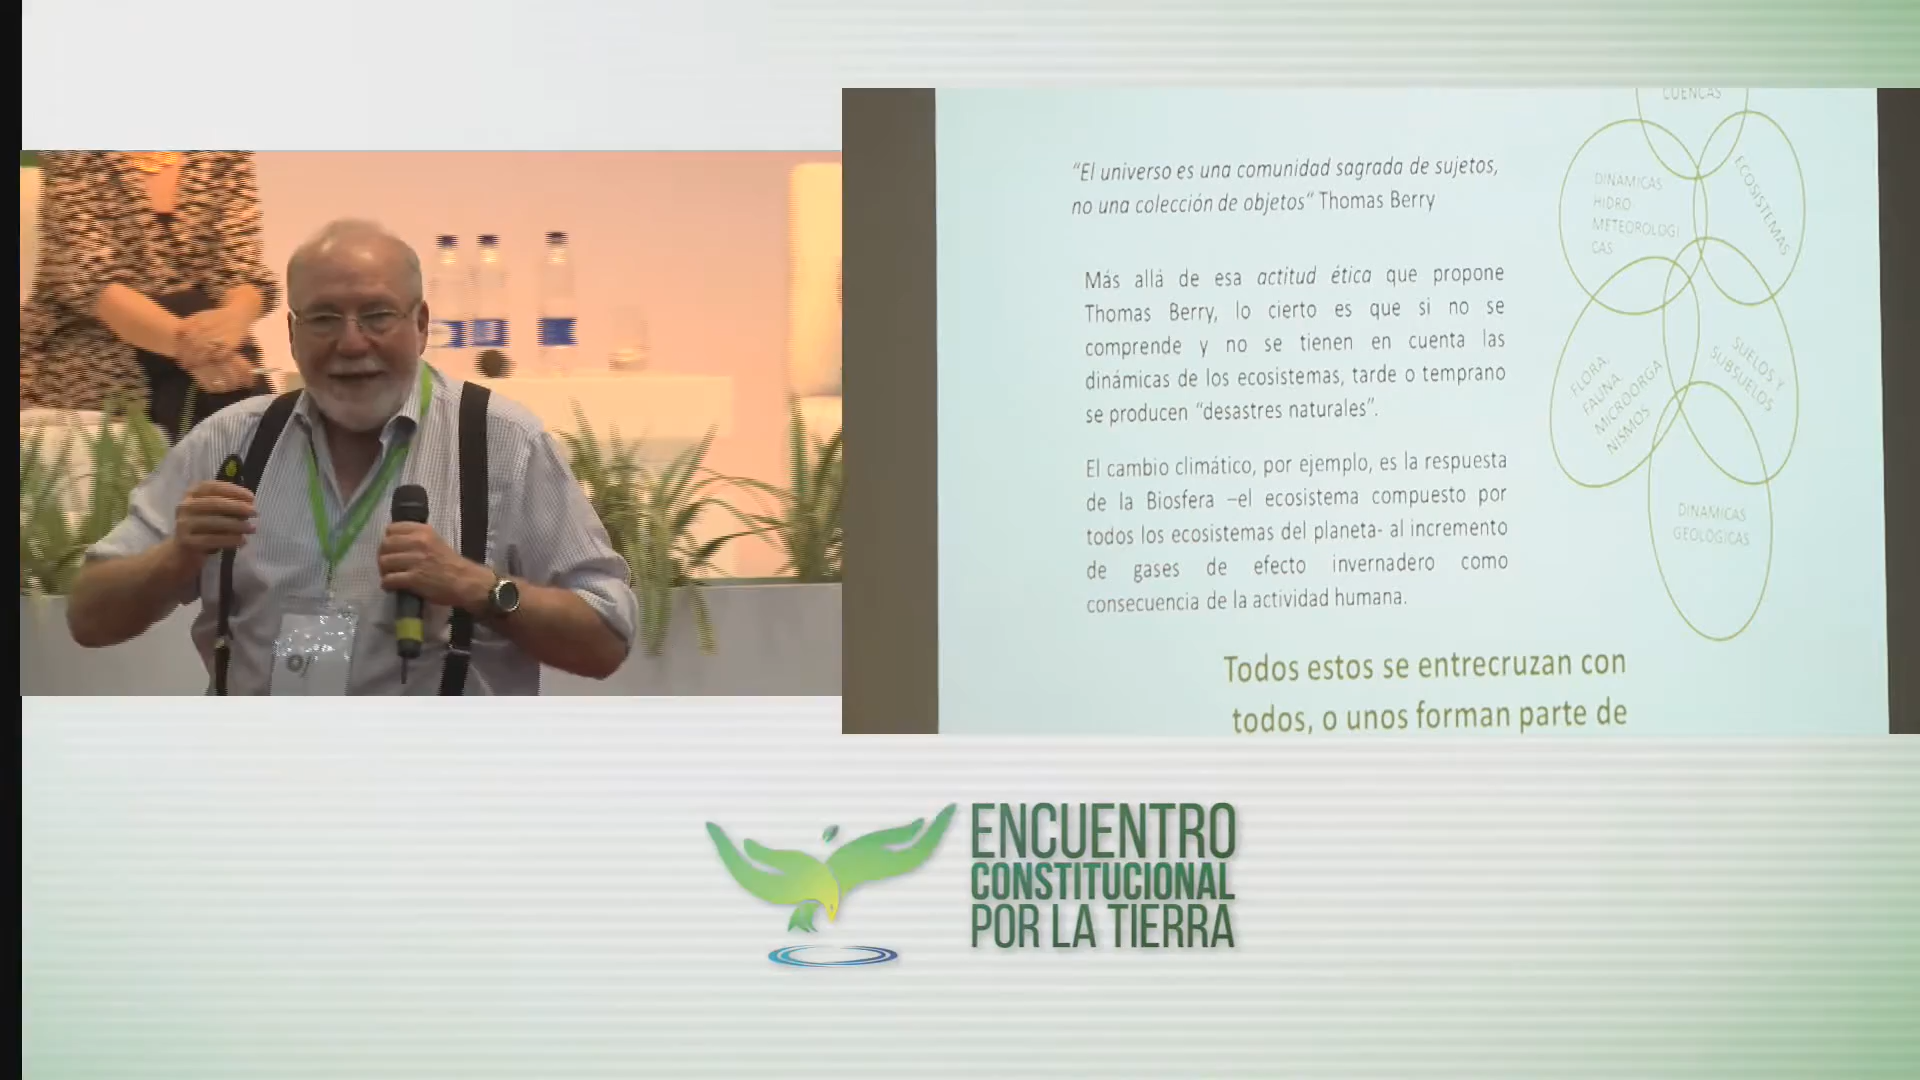 “El universo es una comunidad sagrada de sujetos,
no una colección de objetos” Thomas Berry
Más allá de esa actitud ética que propone
Thomas Berry, lo cierto es que si no se
comprende y no se tienen en cuenta las
dinámicas de los ecosistemas, tarde o temprano
se producen “desastres naturales”.
El cambio climático, por ejemplo, es la respuesta
de la Biosfera –el ecosistema compuesto por
todos los ecosistemas del planeta- al incremento
de gases de efecto invernadero como
consecuencia de la actividad humana.
CUENCAS
DINAMICAS
HIDRO
METEOROLOGI
CAS
ECOSISTEMAS
FLORA,
FAUNA,
MICROORGA
NISMOS
SUELOS Y
SUBSUELOS
DINAMICAS
GEOLOGICAS
Todos estos se entrecruzan con
todos, o unos forman parte de
ENCUENTRO
CONSTITUCIONAL
POR LA TIERRA